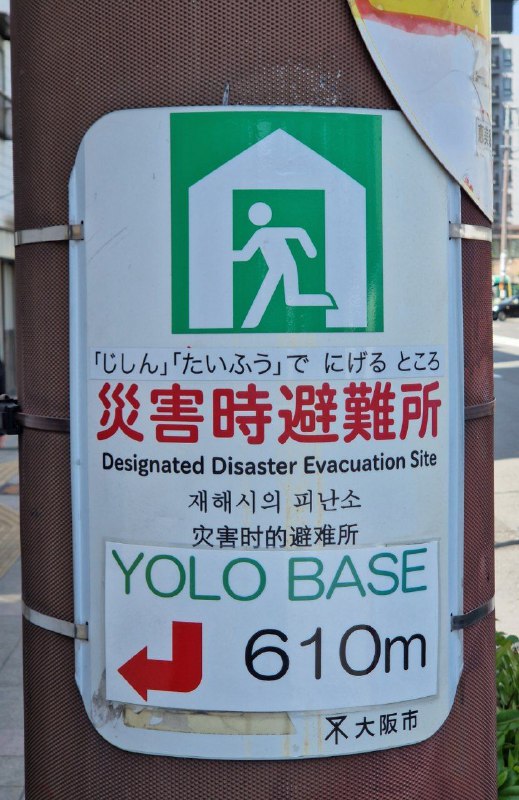 「じしん」「たいふう」で にげる ところ
災害時避難所
Designated Disaster Evacuation Site
재해시의 피난소
灾害时的避难所
YOLO BASE
610m
大阪市